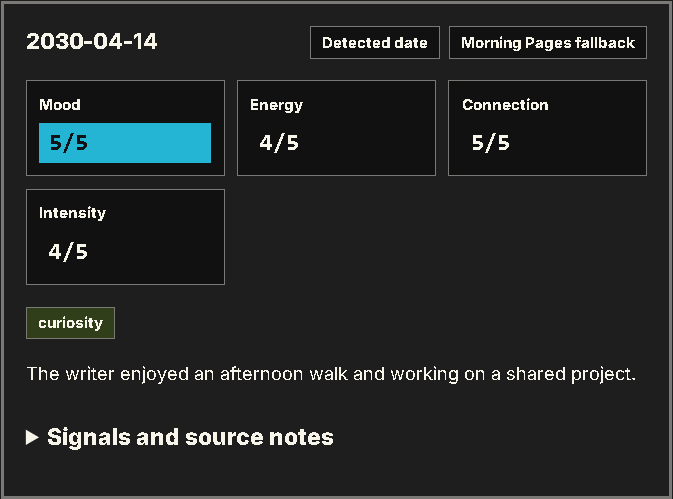 2030-04-14
Detected date
Morning Pages fallback
Mood
5/5
Energy
4/5
Connection
5/5
Intensity
4/5
curiosity
The writer enjoyed an afternoon walk and working on a shared project.
Signals and source notes